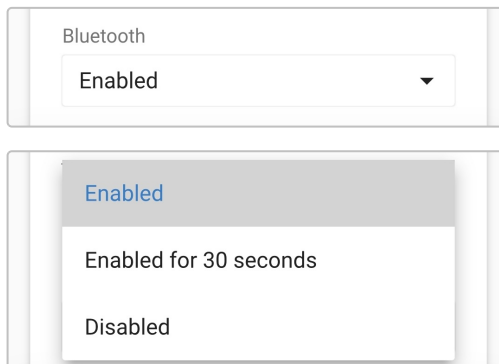 Bluetooth
Enabled
Enabled
Enabled for 30 seconds
Disabled